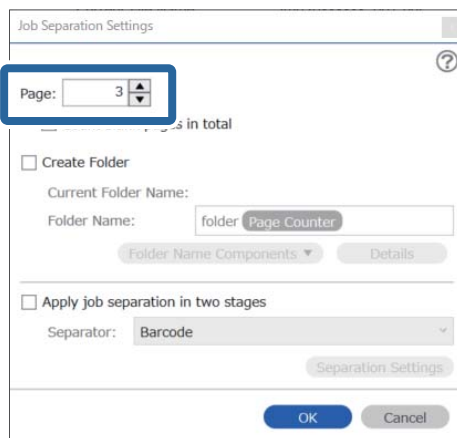 Job Separation Settings
Page: 3
pages in total
Create Folder
Current Folder Name:
Folder Name: folder Page Counter
Folder Name Components ▼ Details
Apply job separation in two stages
Separator: Barcode
Separation Settings
OK Cancel